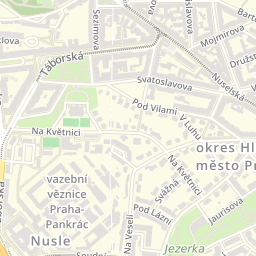 Sezimova
Táborská
Mojmírova
Svatoslavova
Nuselská
Pod Vilami
V Luhu
Na Květnici
okres Hl
město Pr
Na Květnici
Svážná
vazební
věznice
Praha-
Pankrác
Nusle
Pod Lázní
Jaurisova
Na Veselí
Jezerka